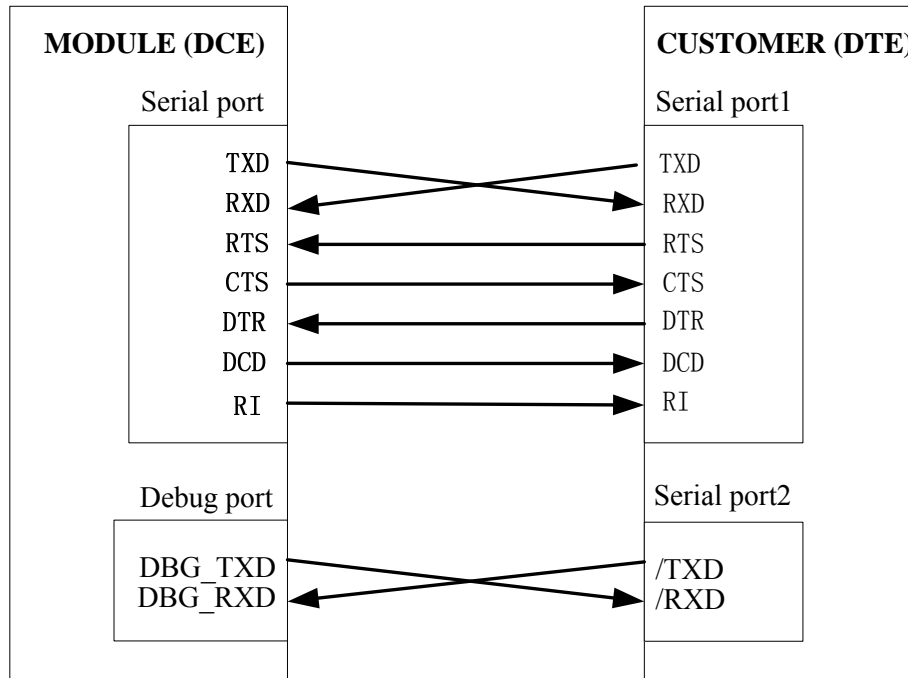 MODULE (DCE)
Serial port
TXD
RXD
RTS
CTS
DTR
DCD
RI
Debug port
DBG_TXD
DBG_RXD
CUSTOMER (DTE)
Serial port1
TXD
RXD
RTS
CTS
DTR
DCD
RI
Serial port2
/TXD
/RXD